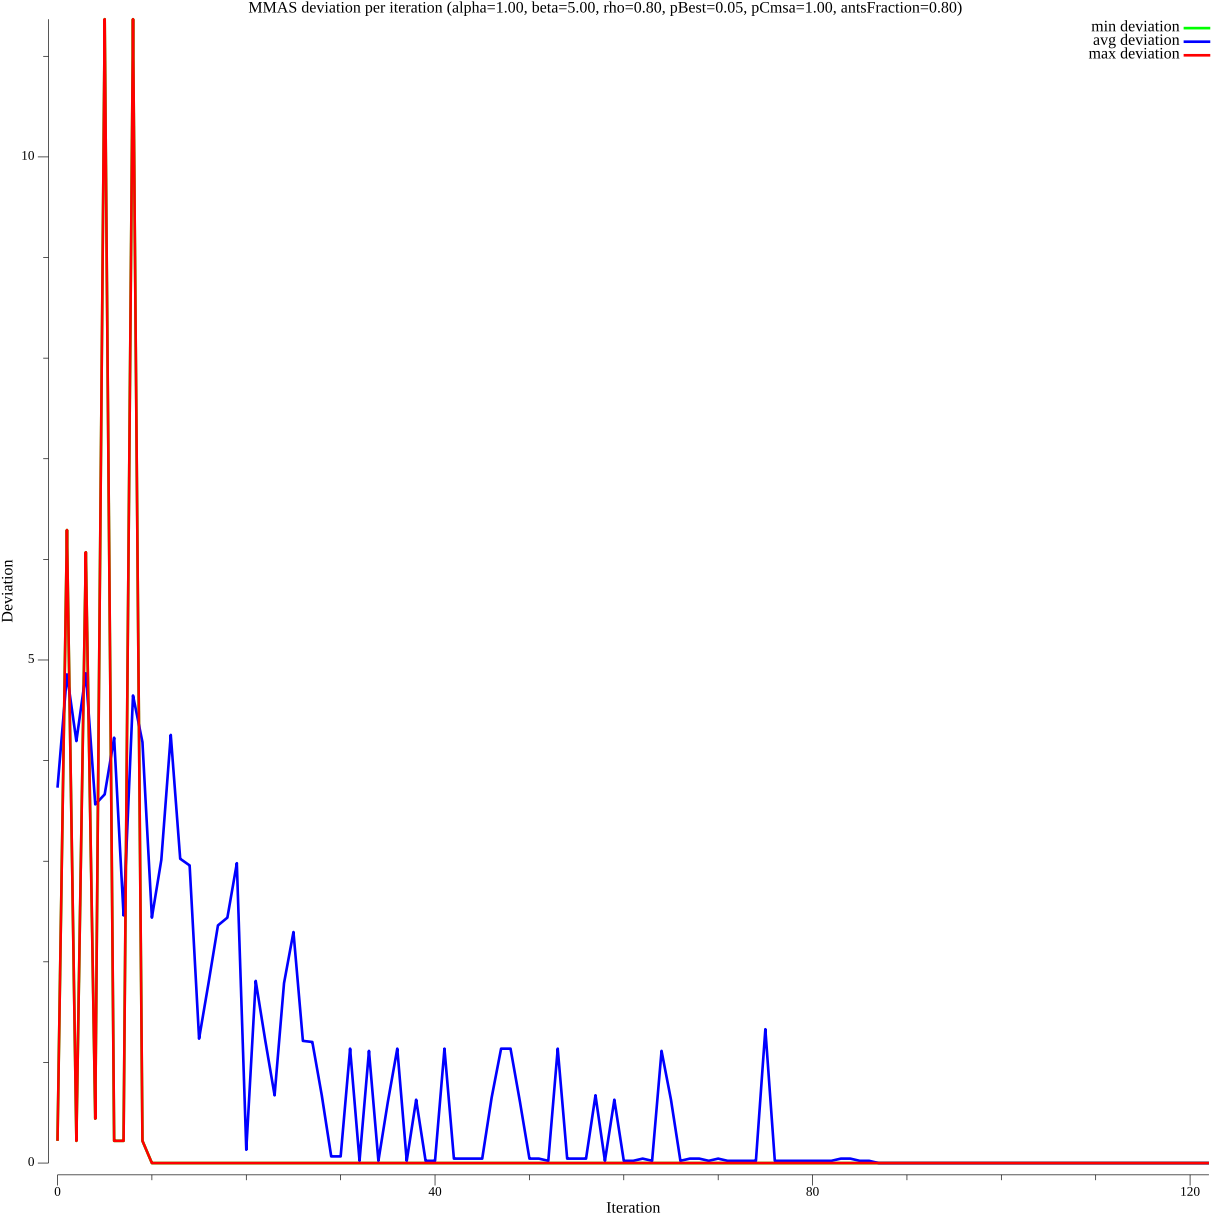 MMAS deviation per iteration (alpha=1.00, beta=5.00, rho=0.80, pBest=0.05, pCmsa=1.00, antsFraction=0.80)
min deviation
avg deviation
max deviation
10
5
0
Deviation
0
40
80
120
Iteration